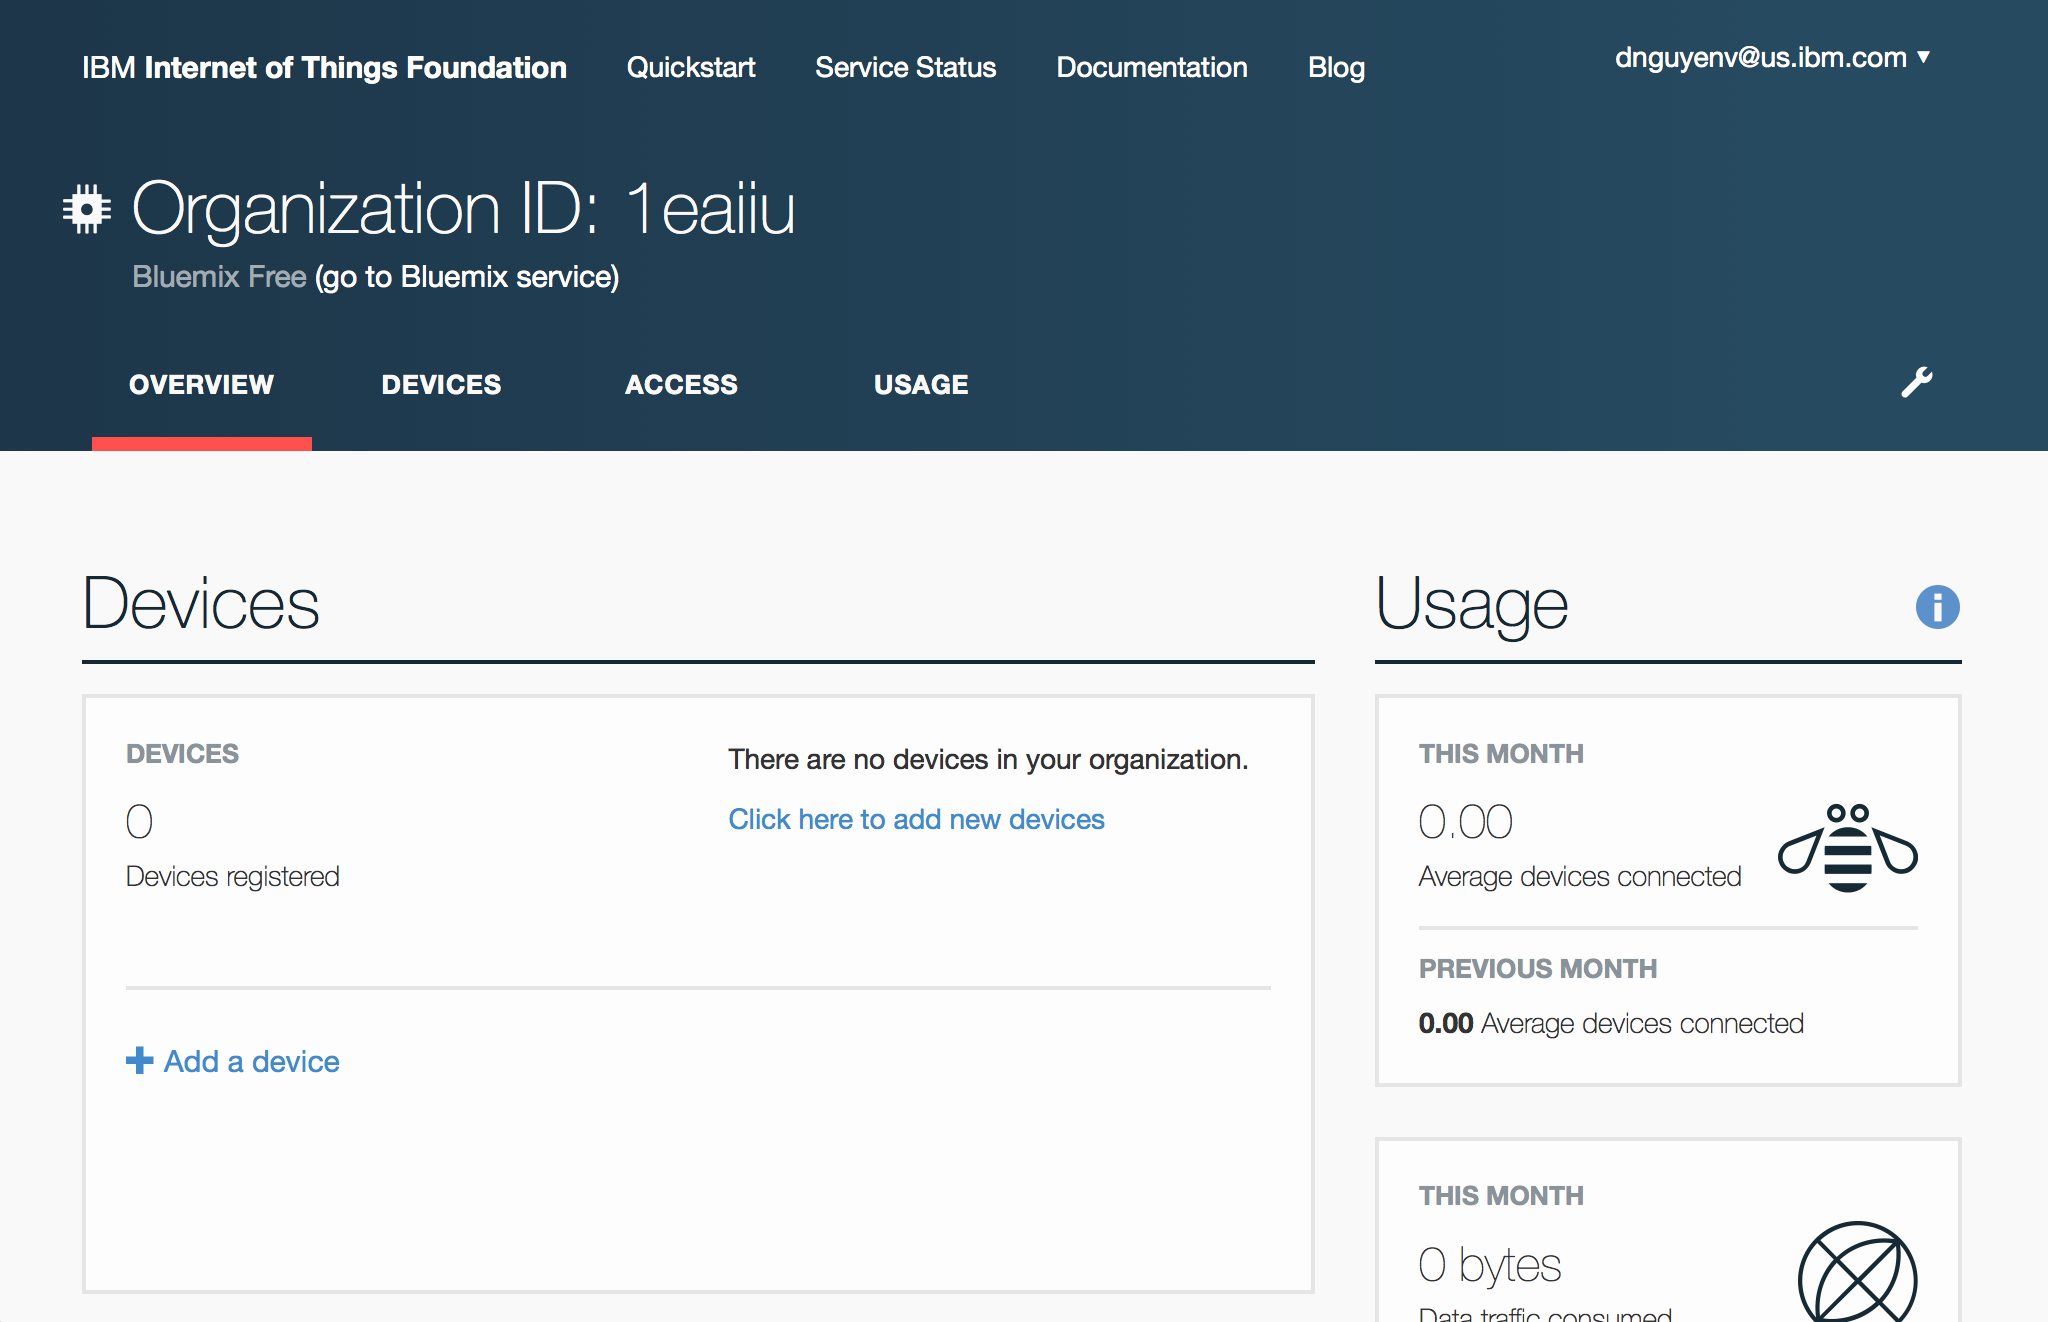 IBM Internet of Things Foundation
Quickstart
Service Status
Documentation
Blog
dnguyenv@us.ibm.com ▼
Organization ID: 1eaiiu
Bluemix Free (go to Bluemix service)
OVERVIEW
DEVICES
ACCESS
USAGE
Devices
DEVICES
0
Devices registered
There are no devices in your organization.
Click here to add new devices
Add a device
Usage
THIS MONTH
0.00
Average devices connected
PREVIOUS MONTH
0.00 Average devices connected
THIS MONTH
0 bytes
Data traffic consumed